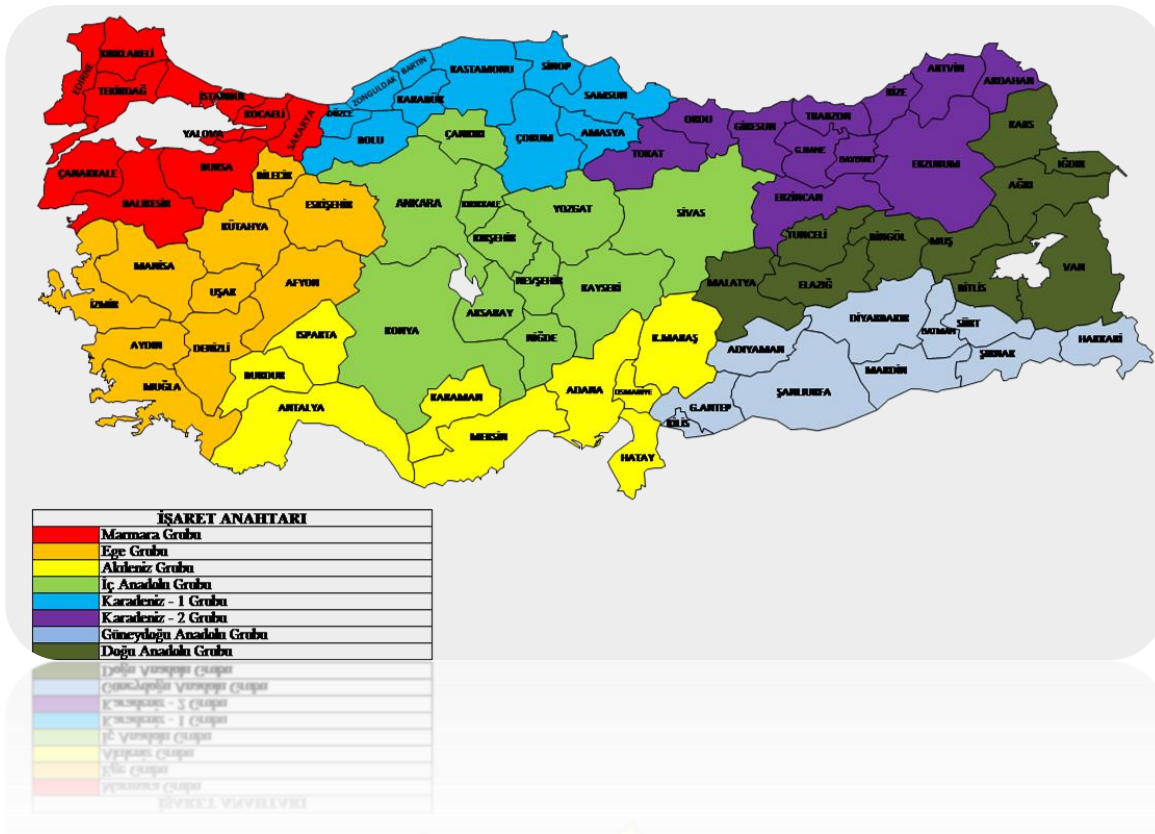 KIRKLARELİ
EDİRNE
TEKİRDAĞ
İSTANBUL
KOCAELİ
YALOVA
SAKARYA
ÇANAKKALE
BURSA
BALIKESİR
BİLECİK
ESKİŞEHİR
KÜTAHYA
MANİSA
UŞAK
AFYON
İZMİR
AYDIN
DENİZLİ
MUĞLA
ISPARTA
BURDUR
ANTALYA
DÜZCE
ZONGULDAK
BARTIN
KARABÜK
KASTAMONU
SİNOP
SAMSUN
BOLU
ÇORUM
AMASYA
ÇANKIRI
ANKARA
KIRIKKALE
YOZGAT
SİVAS
KIRŞEHİR
NEVŞEHİR
KAYSERİ
KONYA
AKSARAY
NİĞDE
KARAMAN
MERSİN
ADANA
OSMANİYE
K.MARAŞ
HATAY
ORDU
TOKAT
GİRESUN
TRABZON
RİZE
ARTVİN
ARDAHAN
G.HANE
BAYBURT
ERZURUM
ERZİNCAN
KARS
IĞDIR
AĞRI
TUNCELİ
BİNGÖL
MUŞ
VAN
MALATYA
ELAZIĞ
BİTLİS
DİYARBAKIR
BATMAN
SİİRT
ŞIRNAK
HAKKARİ
ADIYAMAN
MARDİN
ŞANLIURFA
G.ANTEP
KİLİS
İŞARET ANAHTARI
Marmara Grubu
Ege Grubu
Akdeniz Grubu
İç Anadolu Grubu
Karadeniz - 1 Grubu
Karadeniz - 2 Grubu
Güneydoğu Anadolu Grubu
Doğu Anadolu Grubu